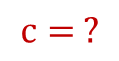 c = ?